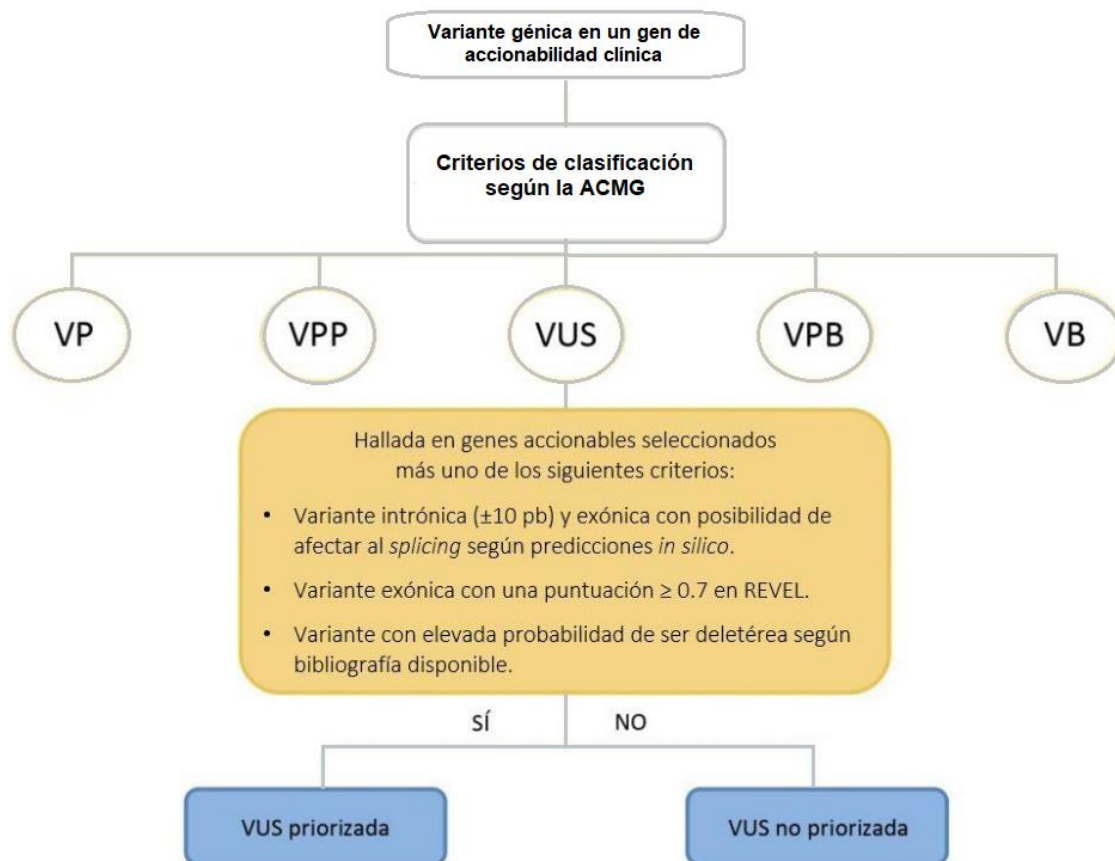 Variante génica en un gen de
accionabilidad clínica
Criterios de clasificación
según la ACMG
VP
VPP
VUS
VPB
VB
Hallada en genes accionables seleccionados
más uno de los siguientes criterios:
• Variante intrónica (±10 pb) y exónica con posibilidad de
afectar al splicing según predicciones in silico.
• Variante exónica con una puntuación ≥ 0.7 en REVEL.
• Variante con elevada probabilidad de ser deletérea según
bibliografía disponible.
SÍ
NO
VUS priorizada
VUS no priorizada